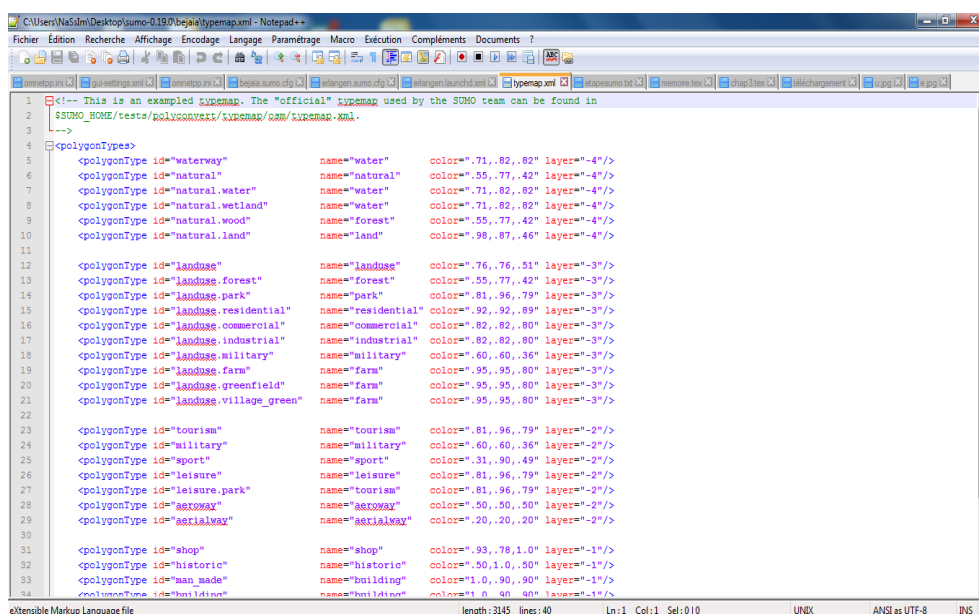 C:\Users\NaSsIm\Desktop\sumo-0.19.0\bejaia\typemap.xml - Notepad++
Fichier Édition Recherche Affichage Encodage Langage Paramétrage Macro Exécution Compléments Documents ?
omnetpp.ini gui-settings.xml omnetpp.ini bejaia.sumo.cfg erlangen.sumo.cfg erlangen.launchd.xml typemap.xml etapesumo.txt memoire.tex chap3.tex téléchargement u.jpg e.jpg
1 <!-- This is an exampled typemap. The "official" typemap used by the SUMO team can be found in
2 $SUMO_HOME/tests/polyconvert/typemap/osm/typemap.xml.
3 -->
4 <polygonTypes>
5 <polygonType id="waterway" name="water" color=".71,.82,.82" layer="-4"/>
6 <polygonType id="natural" name="natural" color=".55,.77,.42" layer="-4"/>
7 <polygonType id="natural.water" name="water" color=".71,.82,.82" layer="-4"/>
8 <polygonType id="natural.wetland" name="water" color=".71,.82,.82" layer="-4"/>
9 <polygonType id="natural.wood" name="forest" color=".55,.77,.42" layer="-4"/>
10 <polygonType id="natural.land" name="land" color=".98,.87,.46" layer="-4"/>
11
12 <polygonType id="landuse" name="landuse" color=".76,.76,.51" layer="-3"/>
13 <polygonType id="landuse.forest" name="forest" color=".55,.77,.42" layer="-3"/>
14 <polygonType id="landuse.park" name="park" color=".81,.96,.79" layer="-3"/>
15 <polygonType id="landuse.residential" name="residential" color=".92,.92,.89" layer="-3"/>
16 <polygonType id="landuse.commercial" name="commercial" color=".82,.82,.80" layer="-3"/>
17 <polygonType id="landuse.industrial" name="industrial" color=".82,.82,.80" layer="-3"/>
18 <polygonType id="landuse.military" name="military" color=".60,.60,.36" layer="-3"/>
19 <polygonType id="landuse.farm" name="farm" color=".95,.95,.80" layer="-3"/>
20 <polygonType id="landuse.greenfield" name="farm" color=".95,.95,.80" layer="-3"/>
21 <polygonType id="landuse.village_green" name="farm" color=".95,.95,.80" layer="-3"/>
22
23 <polygonType id="tourism" name="tourism" color=".81,.96,.79" layer="-2"/>
24 <polygonType id="military" name="military" color=".60,.60,.36" layer="-2"/>
25 <polygonType id="sport" name="sport" color=".31,.90,.49" layer="-2"/>
26 <polygonType id="leisure" name="leisure" color=".81,.96,.79" layer="-2"/>
27 <polygonType id="leisure.park" name="tourism" color=".81,.96,.79" layer="-2"/>
28 <polygonType id="aeroway" name="aeroway" color=".50,.50,.50" layer="-2"/>
29 <polygonType id="aerialway" name="aerialway" color=".20,.20,.20" layer="-2"/>
30
31 <polygonType id="shop" name="shop" color=".93,.78,1.0" layer="-1"/>
32 <polygonType id="historic" name="historic" color=".50,1.0,.50" layer="-1"/>
33 <polygonType id="man_made" name="building" color="1.0,.90,.90" layer="-1"/>
34 <polygonType id="building" name="building" color="1.0,.90,.90" layer="-1"/>
eXtensible Markup Language file length : 3145 lines : 40 Ln : 1 Col : 1 Sel : 0 | 0 UNIX ANSI as UTF-8 INS